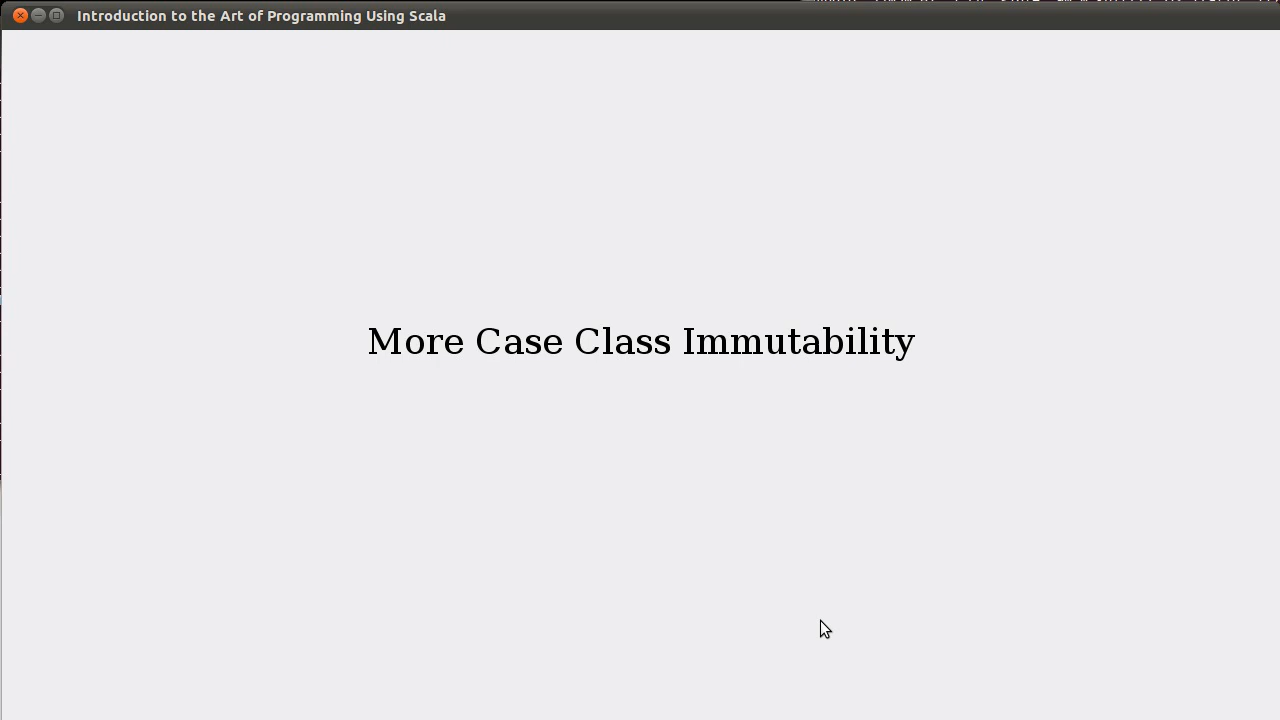 Introduction to the Art of Programming Using Scala
More Case Class Immutability